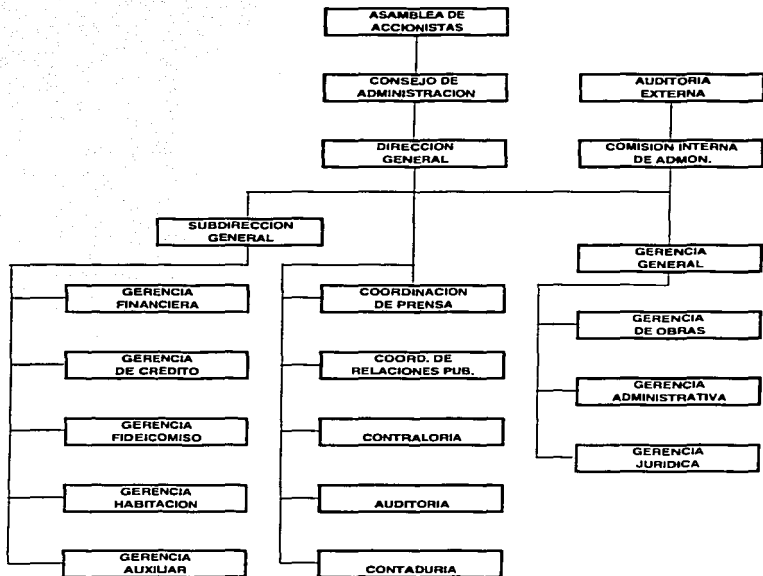 ASAMBLEA DE
ACCIONISTAS
CONSEJO DE
ADMINISTRACION
AUDITORIA
EXTERNA
DIRECCION
GENERAL
COMISION INTERNA
DE ADMON.
SUBDIRECCION
GENERAL
GERENCIA
GENERAL
GERENCIA
FINANCIERA
GERENCIA
DE CRÉDITO
GERENCIA
FIDEICOMISO
GERENCIA
HABITACION
GERENCIA
AUXILIAR
COORDINACION
DE PRENSA
COORD. DE
RELACIONES PUB.
CONTRALORIA
AUDITORIA
CONTADURIA
GERENCIA
DE OBRAS
GERENCIA
ADMINISTRATIVA
GERENCIA
JURIDICA